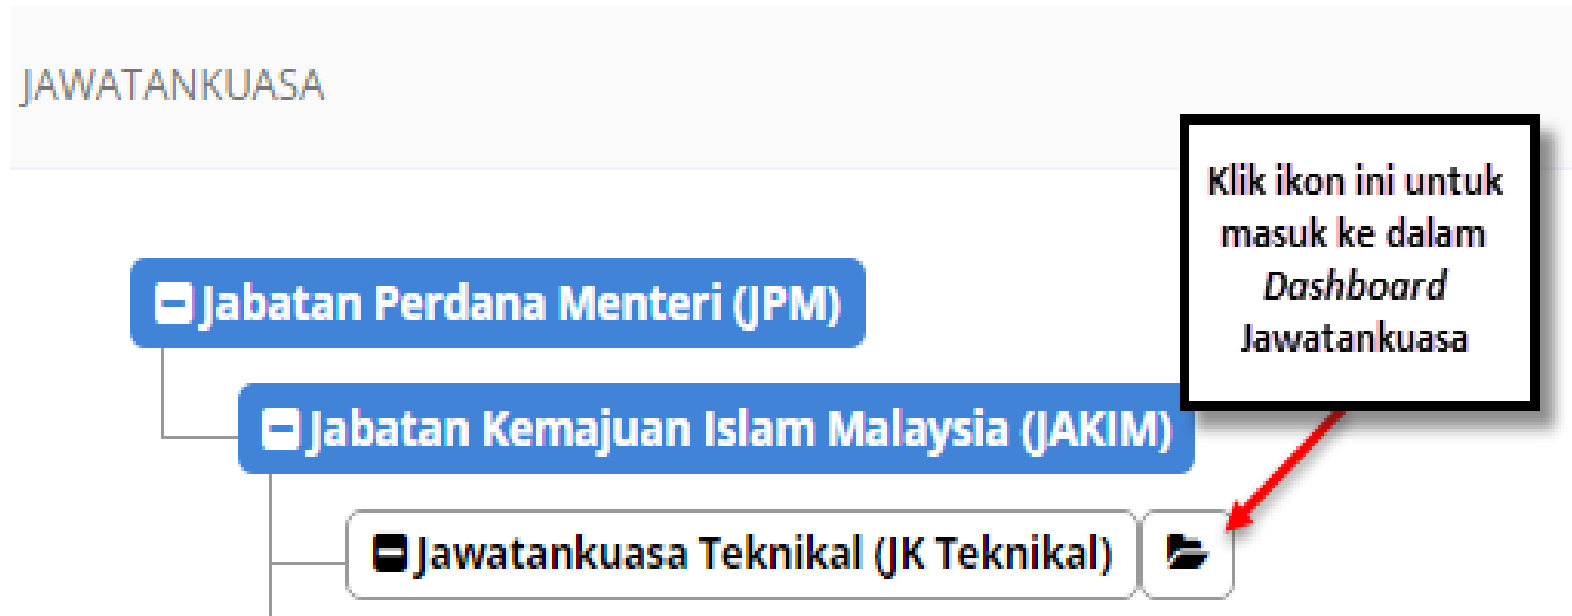 JAWATANKUASA
Klik ikon ini untuk
masuk ke dalam
Dashboard
Jawatankuasa
Jabatan Perdana Menteri (JPM)
Jabatan Kemajuan Islam Malaysia (JAKIM)
Jawatankuasa Teknikal (JK Teknikal)